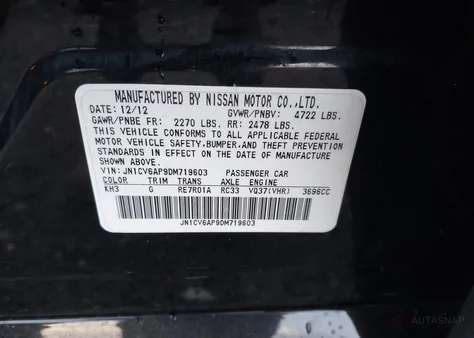 MANUFACTURED BY NISSAN MOTOR CO.,LTD.
DATE: 12/12 GVWR/PNBV: 4722 LBS.
GAWR/PNBE FR: 2270 LBS. RR: 2478 LBS.
THIS VEHICLE CONFORMS TO ALL APPLICABLE FEDERAL
MOTOR VEHICLE SAFETY,BUMPER,AND THEFT PREVENTION
STANDARDS IN EFFECT ON THE DATE OF MANUFACTURE
SHOWN ABOVE.
VIN: JN1CV6AP9DM719603 PASSENGER CAR
COLOR TRIM TRANS AXLE ENGINE
KH3 G RE7R01A RC33 VQ37(VHR) 3696CC
JN1CV6AP9DM719603
AUTASNAP